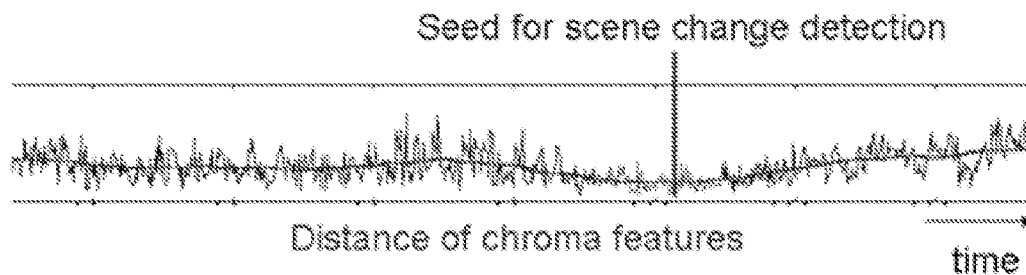 Seed for scene change detection
Distance of chroma features
time